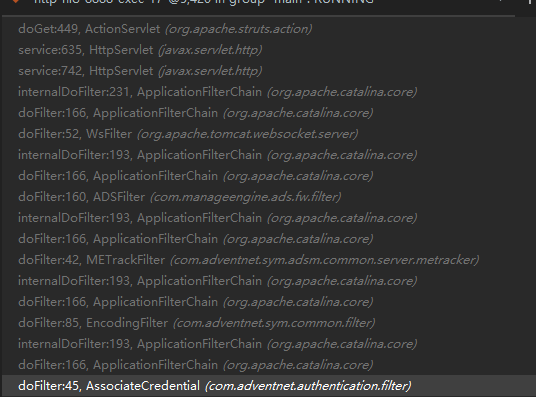 doGet:449, ActionServlet (org.apache.struts.action)
service:635, HttpServlet (javax.servlet.http)
service:742, HttpServlet (javax.servlet.http)
internalDoFilter:231, ApplicationFilterChain (org.apache.catalina.core)
doFilter:166, ApplicationFilterChain (org.apache.catalina.core)
doFilter:52, WsFilter (org.apache.tomcat.websocket.server)
internalDoFilter:193, ApplicationFilterChain (org.apache.catalina.core)
doFilter:166, ApplicationFilterChain (org.apache.catalina.core)
doFilter:160, ADSFilter (com.manageengine.ads.fw.filter)
internalDoFilter:193, ApplicationFilterChain (org.apache.catalina.core)
doFilter:166, ApplicationFilterChain (org.apache.catalina.core)
doFilter:42, METrackFilter (com.adventnet.sym.adsm.common.server.metracker)
internalDoFilter:193, ApplicationFilterChain (org.apache.catalina.core)
doFilter:166, ApplicationFilterChain (org.apache.catalina.core)
doFilter:85, EncodingFilter (com.adventnet.sym.common.filter)
internalDoFilter:193, ApplicationFilterChain (org.apache.catalina.core)
doFilter:166, ApplicationFilterChain (org.apache.catalina.core)
doFilter:45, AssociateCredential (com.adventnet.authentication.filter)